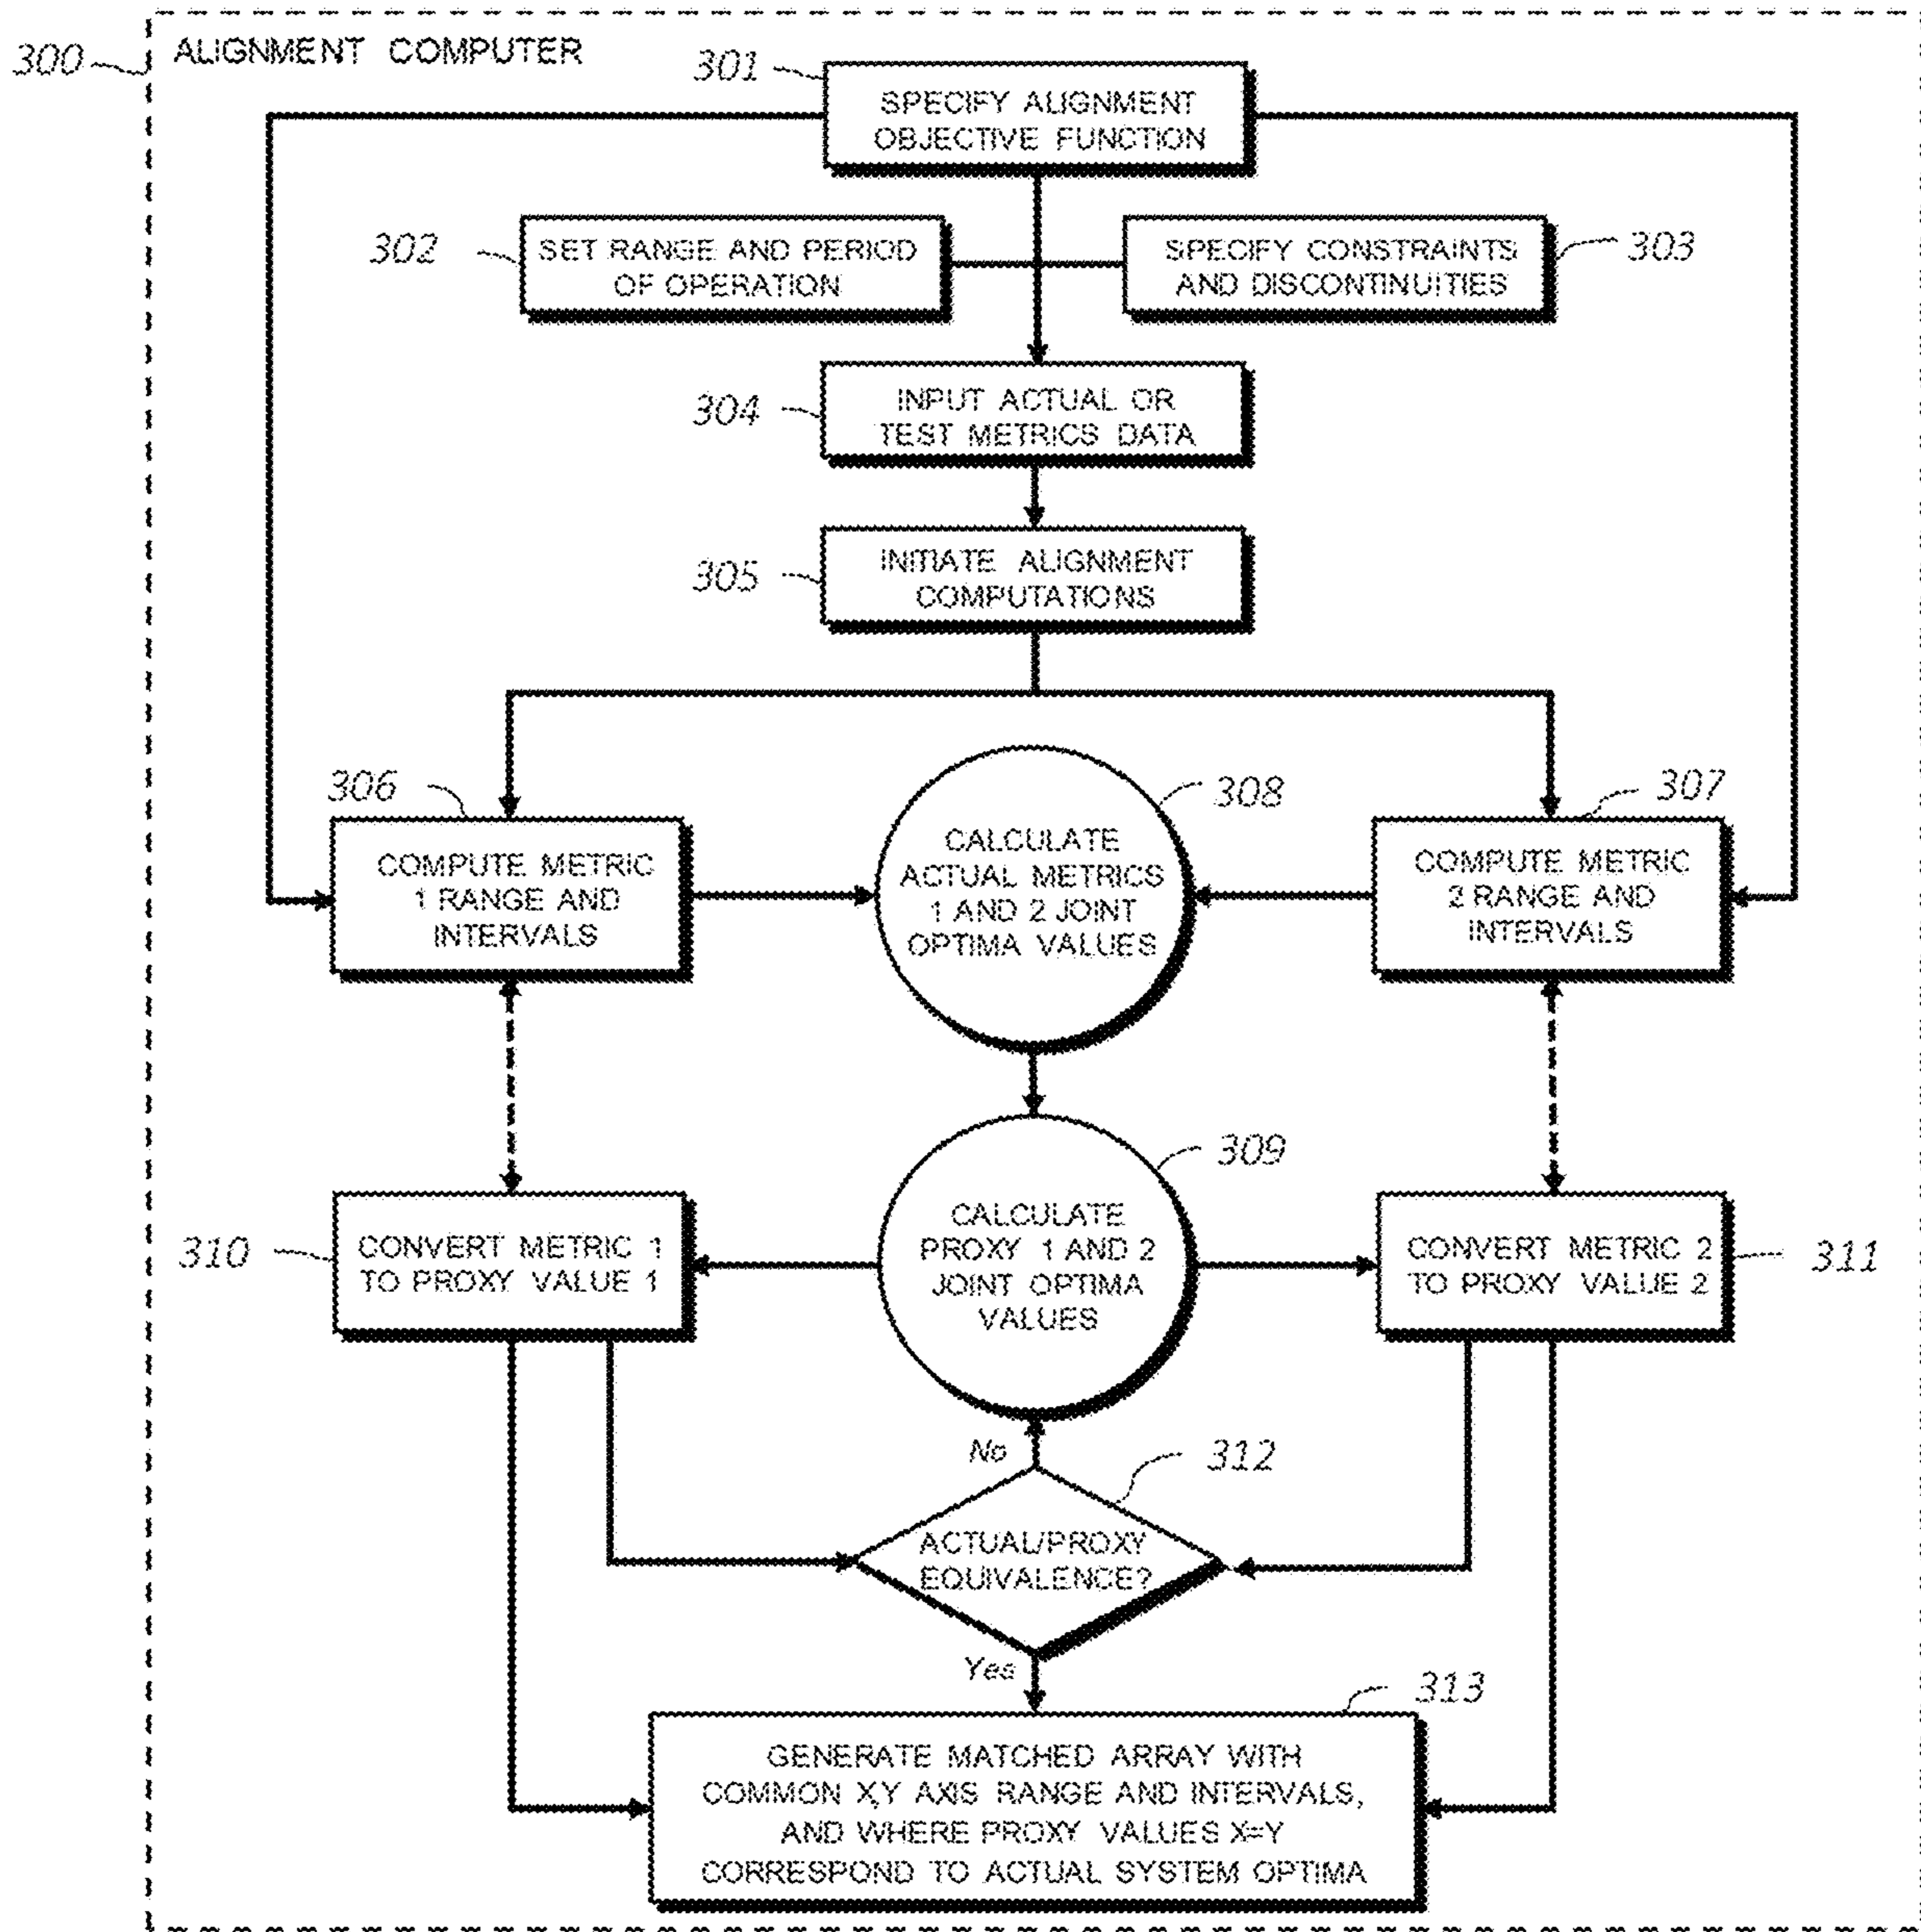 300
ALIGNMENT COMPUTER
301
SPECIFY ALIGNMENT
OBJECTIVE FUNCTION
302
SET RANGE AND PERIOD
OF OPERATION
SPECIFY CONSTRAINTS
AND DISCONTINUITIES
303
304
INPUT ACTUAL OR
TEST METRICS DATA
305
INITIATE ALIGNMENT
COMPUTATIONS
306
COMPUTE METRIC
1 RANGE AND
INTERVALS
308
CALCULATE
ACTUAL METRICS
1 AND 2 JOINT
OPTIMA VALUES
307
COMPUTE METRIC
2 RANGE AND
INTERVALS
309
CALCULATE
PROXY 1 AND 2
JOINT OPTIMA
VALUES
310
CONVERT METRIC 1
TO PROXY VALUE 1
CONVERT METRIC 2
TO PROXY VALUE 2
311
No
312
ACTUAL/PROXY
EQUIVALENCE?
Yes
313
GENERATE MATCHED ARRAY WITH
COMMON X,Y AXIS RANGE AND INTERVALS,
AND WHERE PROXY VALUES X=Y
CORRESPOND TO ACTUAL SYSTEM OPTIMA